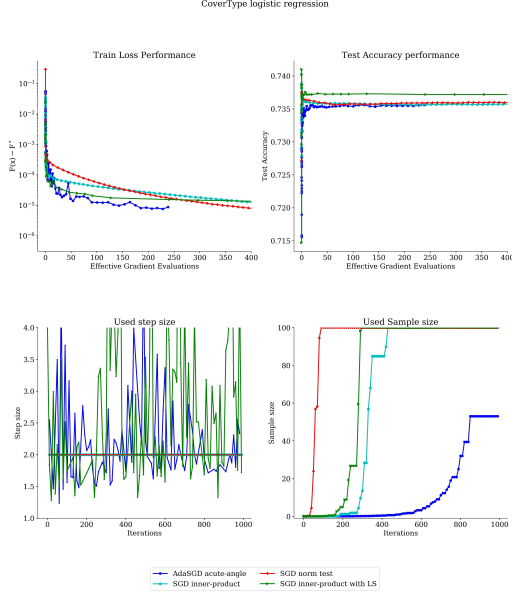 CoverType logistic regression
Train Loss Performance
F(x) − F*
10⁻¹
10⁻²
10⁻³
10⁻⁴
10⁻⁵
10⁻⁶
0 50 100 150 200 250 300 350 400
Effective Gradient Evaluations
Test Accuracy performance
Test Accuracy
0.740
0.735
0.730
0.725
0.720
0.715
0 50 100 150 200 250 300 350 400
Effective Gradient Evaluations
Used step size
Step size
4.0
3.5
3.0
2.5
2.0
1.5
1.0
0 200 400 600 800 1000
Iterations
Used Sample size
Sample size
100
80
60
40
20
0
0 200 400 600 800 1000
Iterations
AdaSGD acute-angle
SGD inner-product
SGD norm test
SGD inner-product with LS